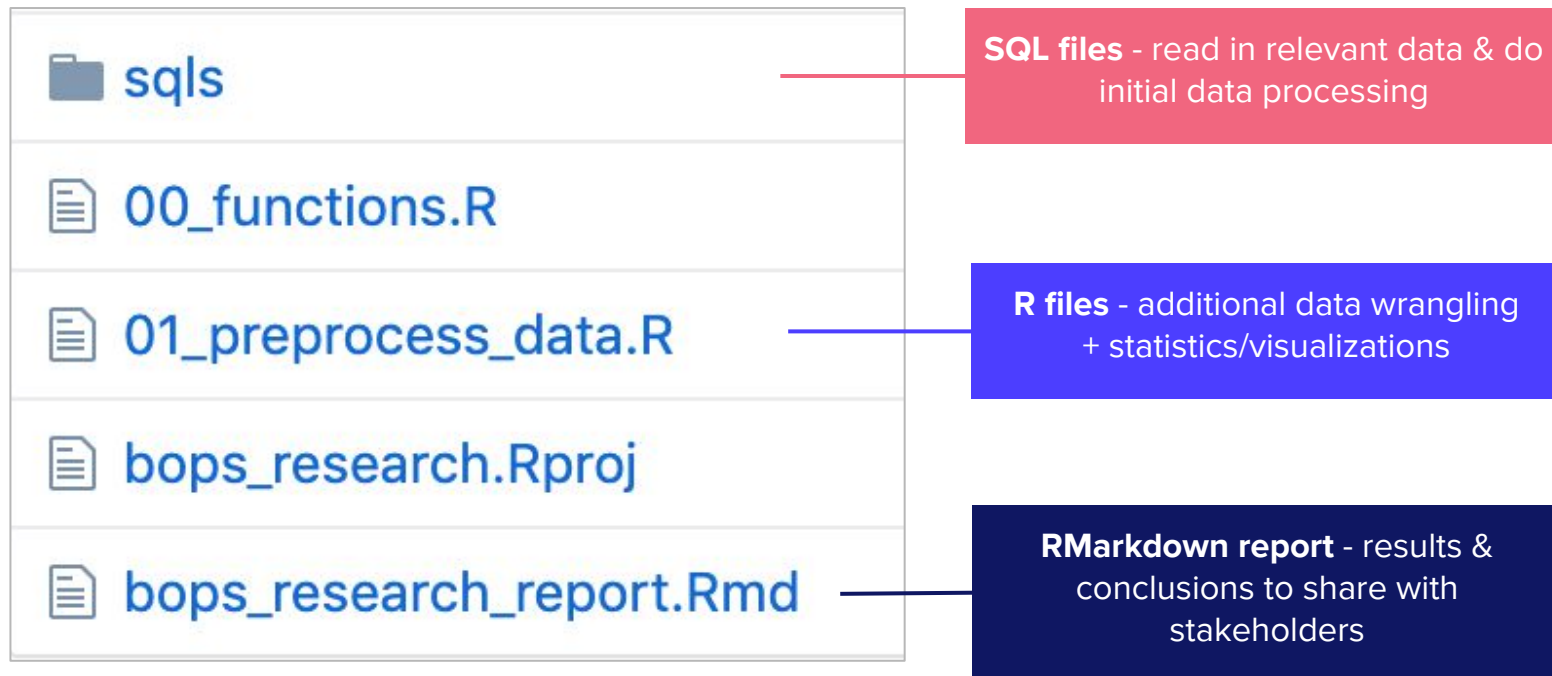 sqls
SQL files - read in relevant data & do
initial data processing
00_functions.R
01_preprocess_data.R
R files - additional data wrangling
+ statistics/visualizations
bops_research.Rproj
bops_research_report.Rmd
RMarkdown report - results &
conclusions to share with
stakeholders